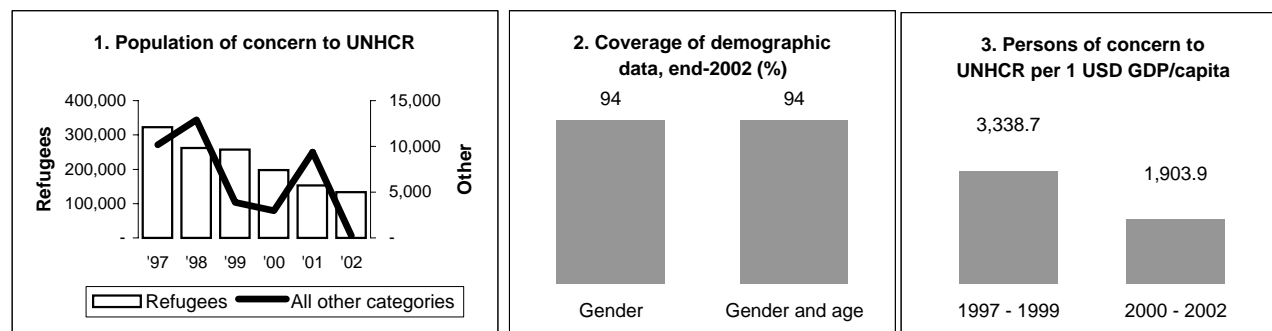 1. Population of concern to UNHCR
400,000
300,000
200,000
100,000
-
Refugees
15,000
10,000
5,000
-
Other
'97 '98 '99 '00 '01 '02
Refugees All other categories
2. Coverage of demographic
data, end-2002 (%)
94 94
Gender Gender and age
3. Persons of concern to
UNHCR per 1 USD GDP/capita
3,338.7
1,903.9
1997 - 1999 2000 - 2002